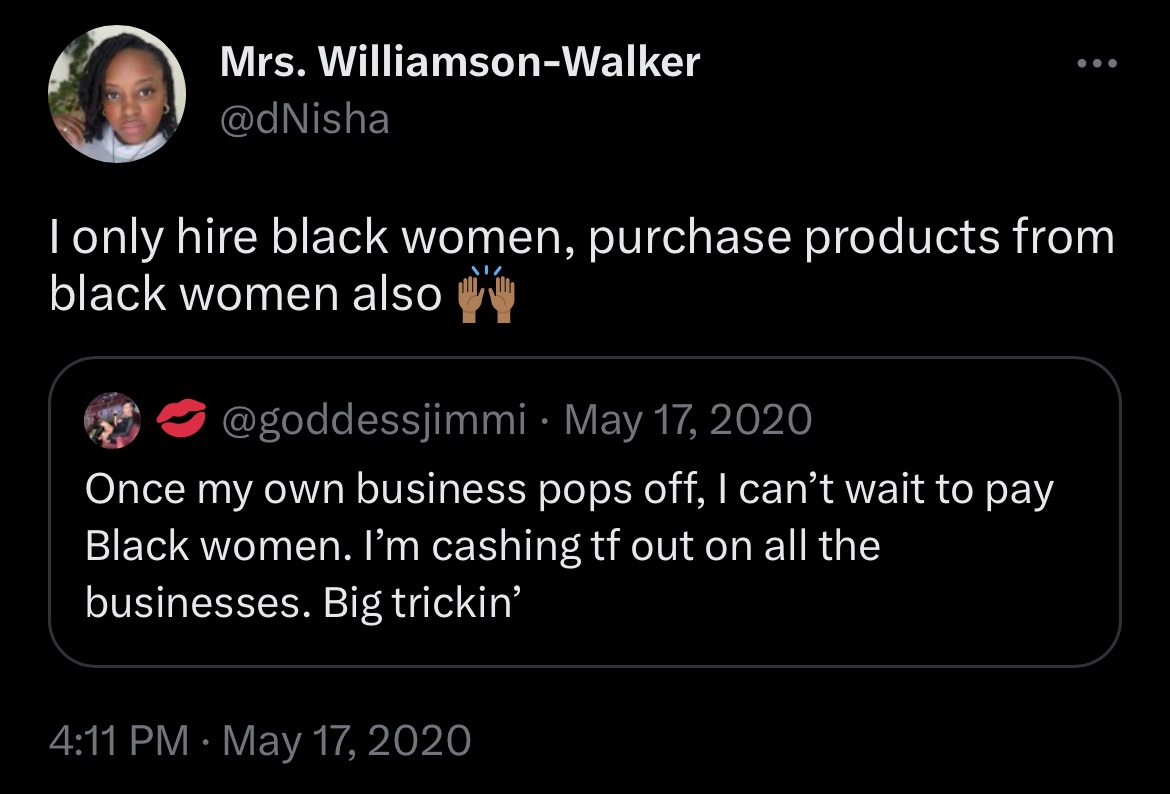 Mrs. Williamson-Walker
@dNisha
I only hire black women, purchase products from
black women also 🙌🏽
💋 @goddessjimmi · May 17, 2020
Once my own business pops off, I can’t wait to pay
Black women. I’m cashing tf out on all the
businesses. Big trickin’
4:11 PM · May 17, 2020